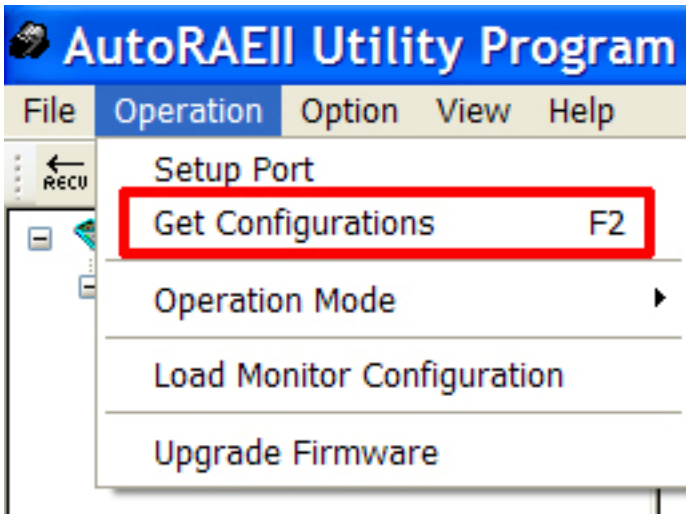 AutoRAEII Utility Program
File Operation Option View Help
RECV
Setup Port
Get Configurations F2
Operation Mode
Load Monitor Configuration
Upgrade Firmware